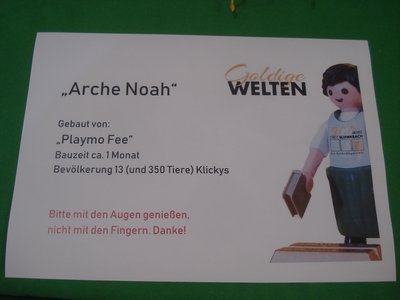 „Arche Noah“
Goldige
WELTEN
Gebaut von:
„Playmo Fee“
Bauzeit ca. 1 Monat
Bevölkerung 13 (und 350 Tiere) Klickys
Bitte mit den Augen genießen,
nicht mit den Fingern. Danke!